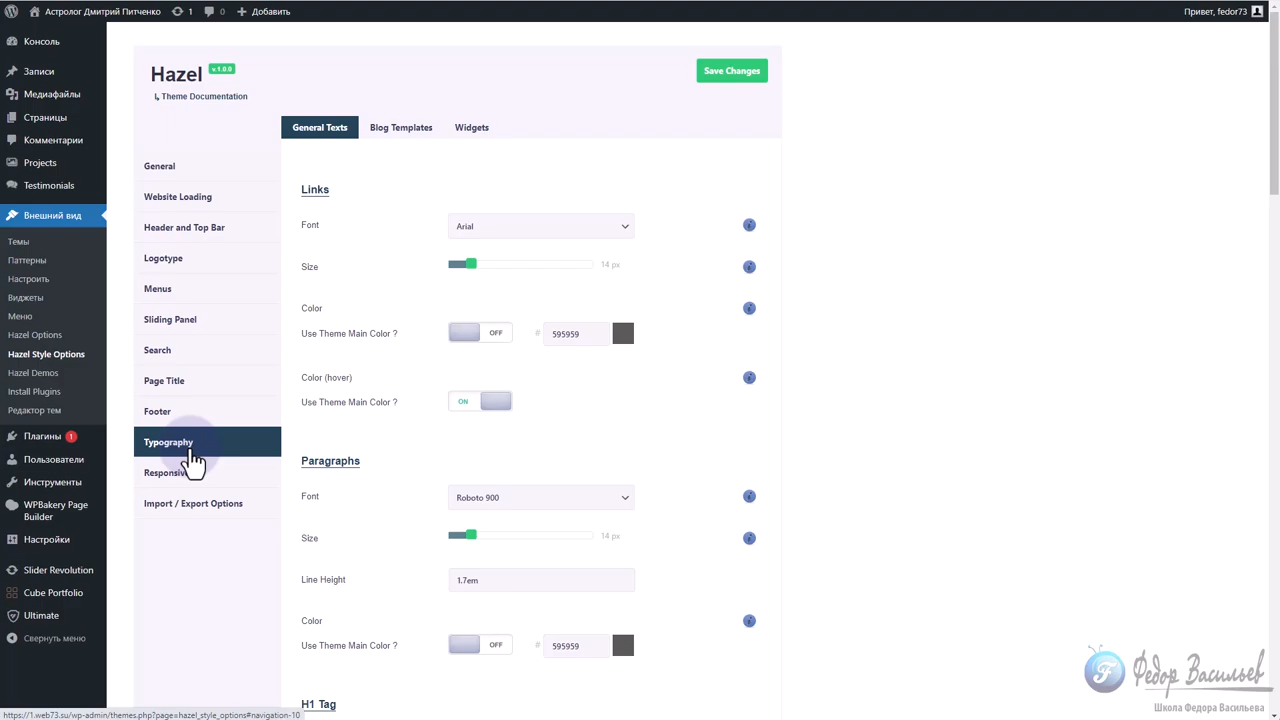 Астролог Дмитрий Питиченко
1
0
Добавить
Привет, fedor73
Консоль
Записи
Медиафайлы
Страницы
Комментарии
Projects
Testimonials
Внешний вид
Темы
Паттерны
Настроить
Виджеты
Меню
Hazel Options
Hazel Style Options
Hazel Demos
Install Plugins
Редактор тем
Плагины 1
Пользователи
Инструменты
WPBakery Page
Builder
Настройки
Slider Revolution
Cube Portfolio
Ultimate
Свернуть меню
Hazel v.1.0.0
Theme Documentation
Save Changes
General Texts
Blog Templates
Widgets
General
Website Loading
Header and Top Bar
Logotype
Menus
Sliding Panel
Search
Page Title
Footer
Typography
Responsive
Import / Export Options
Links
Font
Arial
Size
14 px
Color
Use Theme Main Color ?
OFF
# 595959
Color (hover)
Use Theme Main Color ?
ON
Paragraphs
Font
Roboto 900
Size
14 px
Line Height
1.7em
Color
Use Theme Main Color ?
OFF
# 595959
H1 Tag
https://1.web73.su/wp-admin/themes.php?page=hazel_style_options#navigation-10
Федор Васильев
Школа Федора Васильева